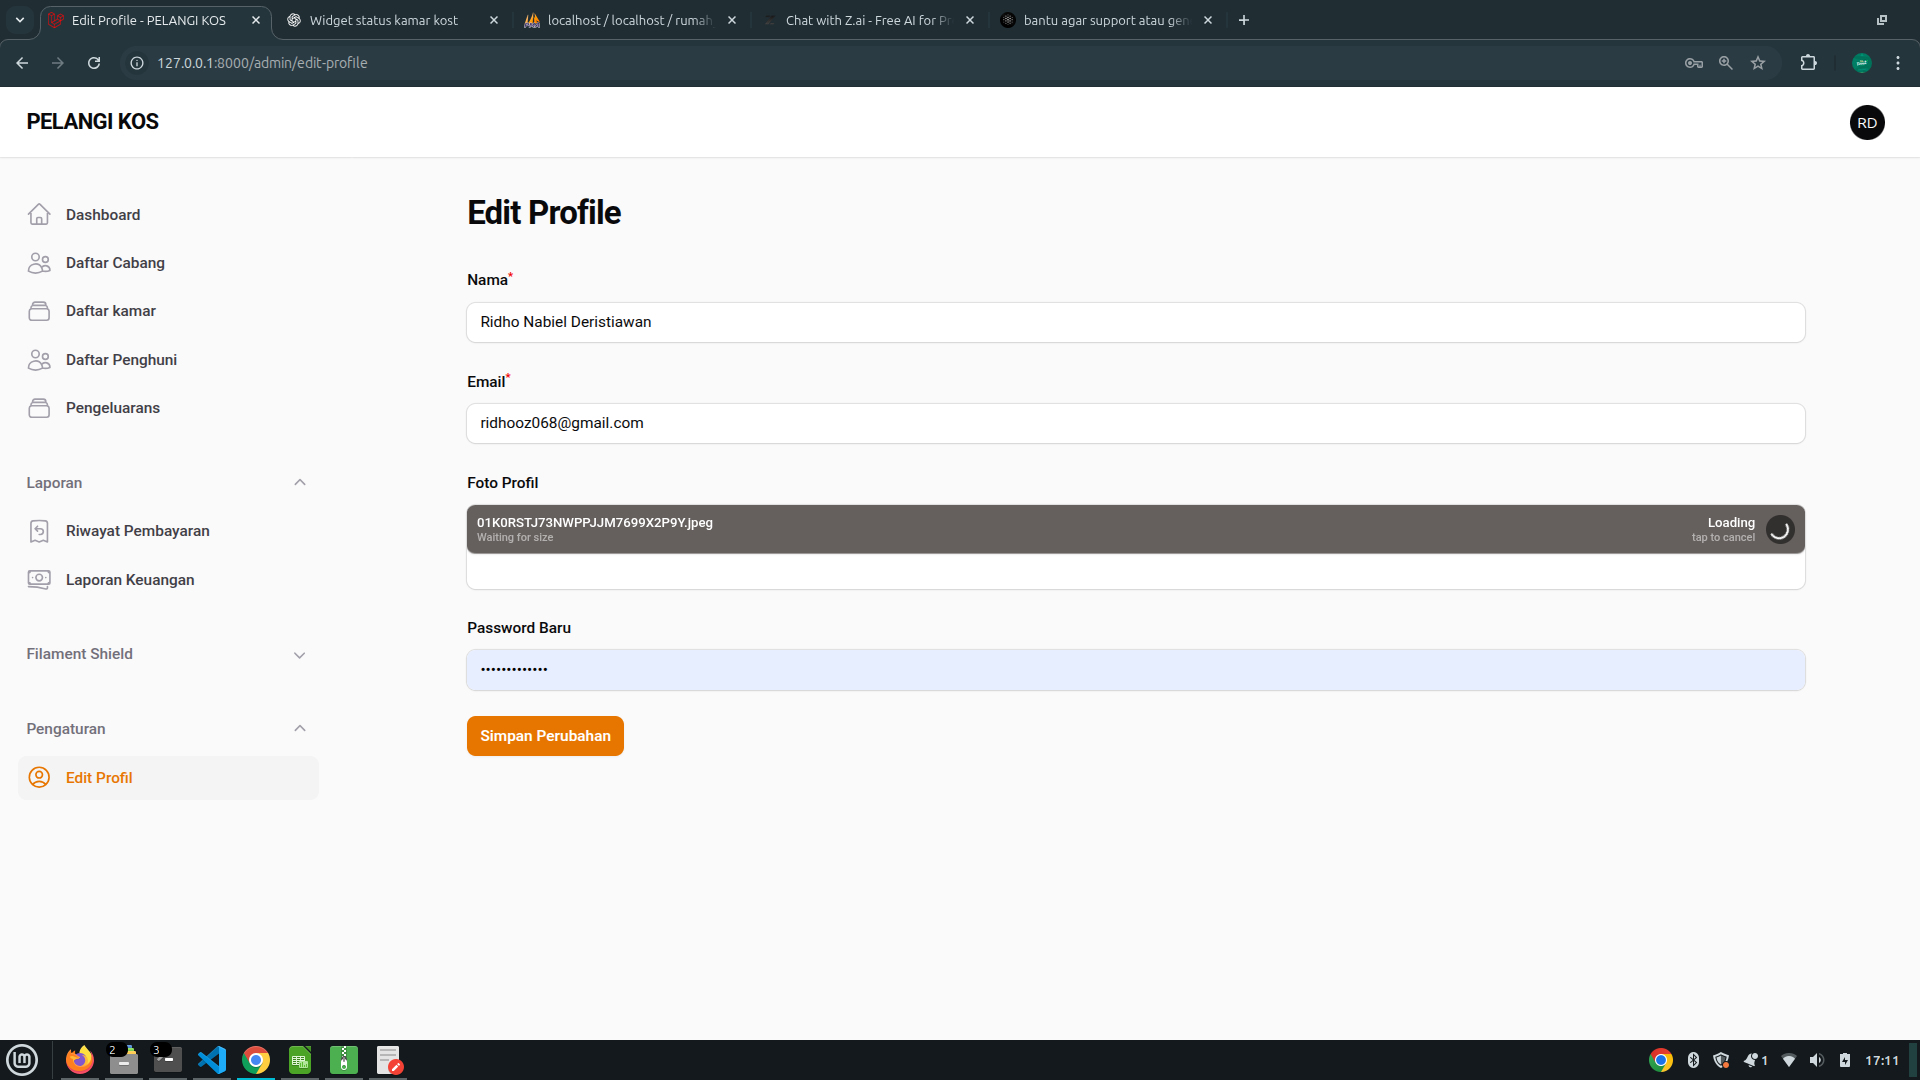 Edit Profile - PELANGI KOS
Widget status kamar kost
localhost / localhost / rumah
Chat with Z.ai - Free AI for Pr
bantu agar support atau gen
127.0.0.1:8000/admin/edit-profile
PELANGI KOS
RD
Dashboard
Daftar Cabang
Daftar kamar
Daftar Penghuni
Pengeluarans
Laporan
Riwayat Pembayaran
Laporan Keuangan
Filament Shield
Pengaturan
Edit Profil
Edit Profile
Nama*
Ridho Nabiel Deristiawan
Email*
ridhooz068@gmail.com
Foto Profil
01K0RSTJ73NWPPJJM7699X2P9Y.jpeg
Waiting for size
Loading
tap to cancel
Password Baru
•••••••••••••
Simpan Perubahan
2
3
1
17:11